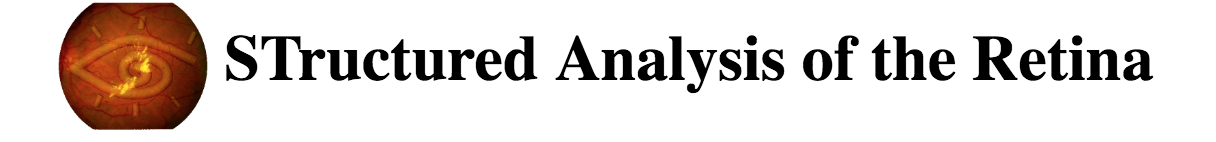 STructured Analysis of the Retina